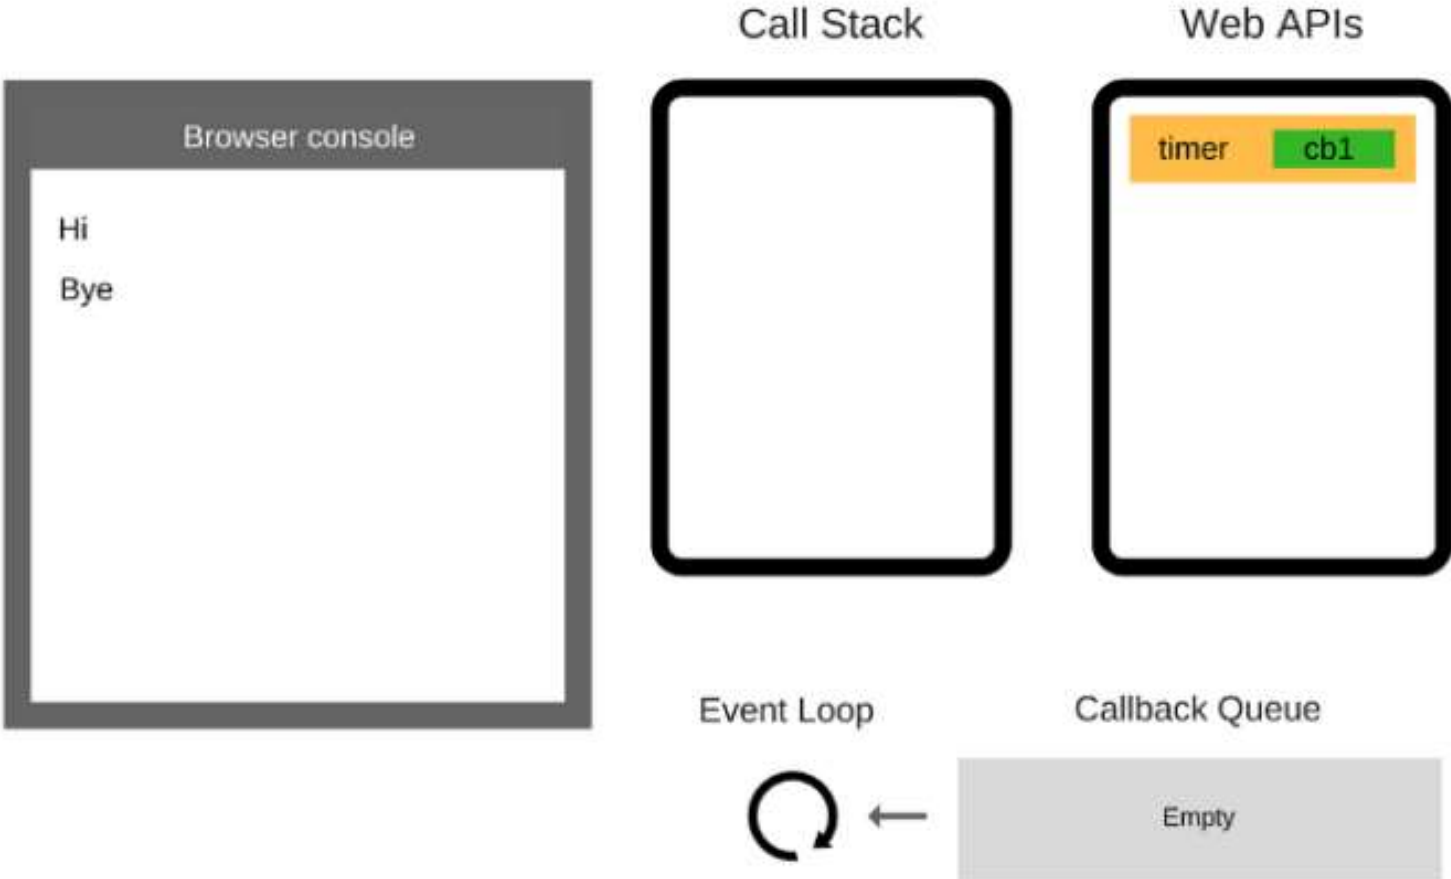 Call Stack
Web APIs
Browser console
timer cb1
Hi
Bye
Event Loop
Callback Queue
Empty